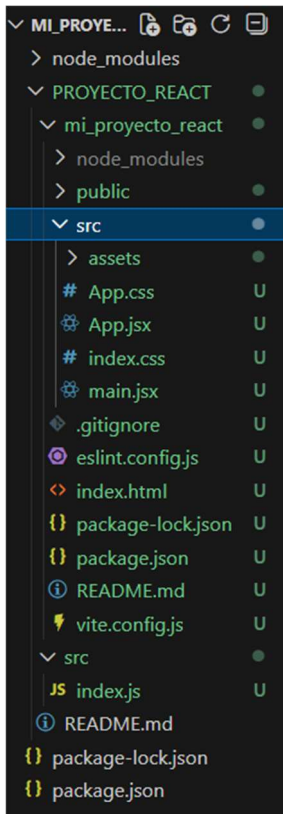 MI_PROYE...
node_modules
PROYECTO_REACT
mi_proyecto_react
node_modules
public
src
assets
# App.css U
App.jsx U
# index.css U
main.jsx U
.gitignore U
eslint.config.js U
<> index.html U
{} package-lock.json U
{} package.json U
README.md U
vite.config.js U
src
JS index.js U
README.md
{} package-lock.json
{} package.json